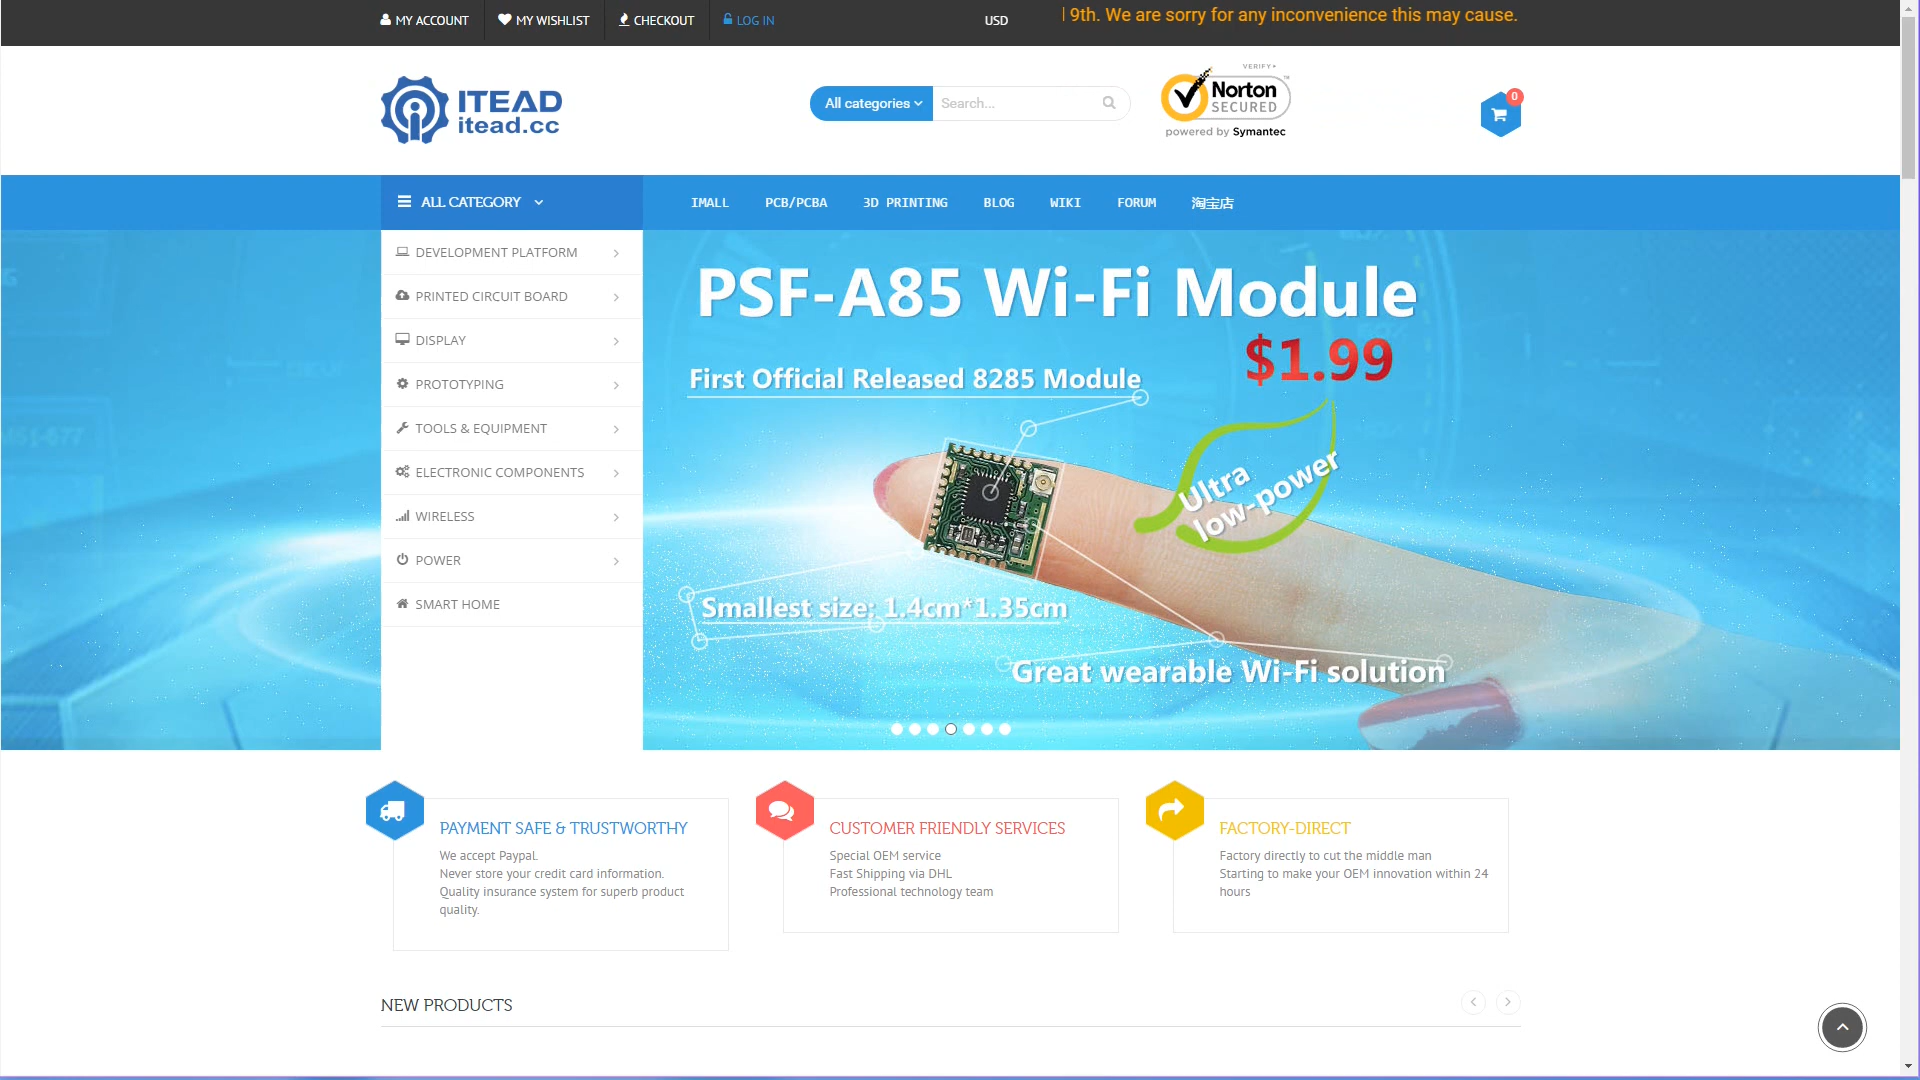 MY ACCOUNT
MY WISHLIST
CHECKOUT
LOG IN
USD
9th. We are sorry for any inconvenience this may cause.
ITEAD
itead.cc
All categories
Search...
VERIFY
Norton
SECURED
powered by Symantec
0
ALL CATEGORY
IMALL
PCB/PCBA
3D PRINTING
BLOG
WIKI
FORUM
淘宝店
DEVELOPMENT PLATFORM
PRINTED CIRCUIT BOARD
DISPLAY
PROTOTYPING
TOOLS & EQUIPMENT
ELECTRONIC COMPONENTS
WIRELESS
POWER
SMART HOME
PSF-A85 Wi-Fi Module
$1.99
First Official Released 8285 Module
Ultra
low-power
Smallest size: 1.4cm*1.35cm
Great wearable Wi-Fi solution
PAYMENT SAFE & TRUSTWORTHY
We accept Paypal.
Never store your credit card information.
Quality insurance system for superb product
quality.
CUSTOMER FRIENDLY SERVICES
Special OEM service
Fast Shipping via DHL
Professional technology team
FACTORY-DIRECT
Factory directly to cut the middle man
Starting to make your OEM innovation within 24
hours
NEW PRODUCTS